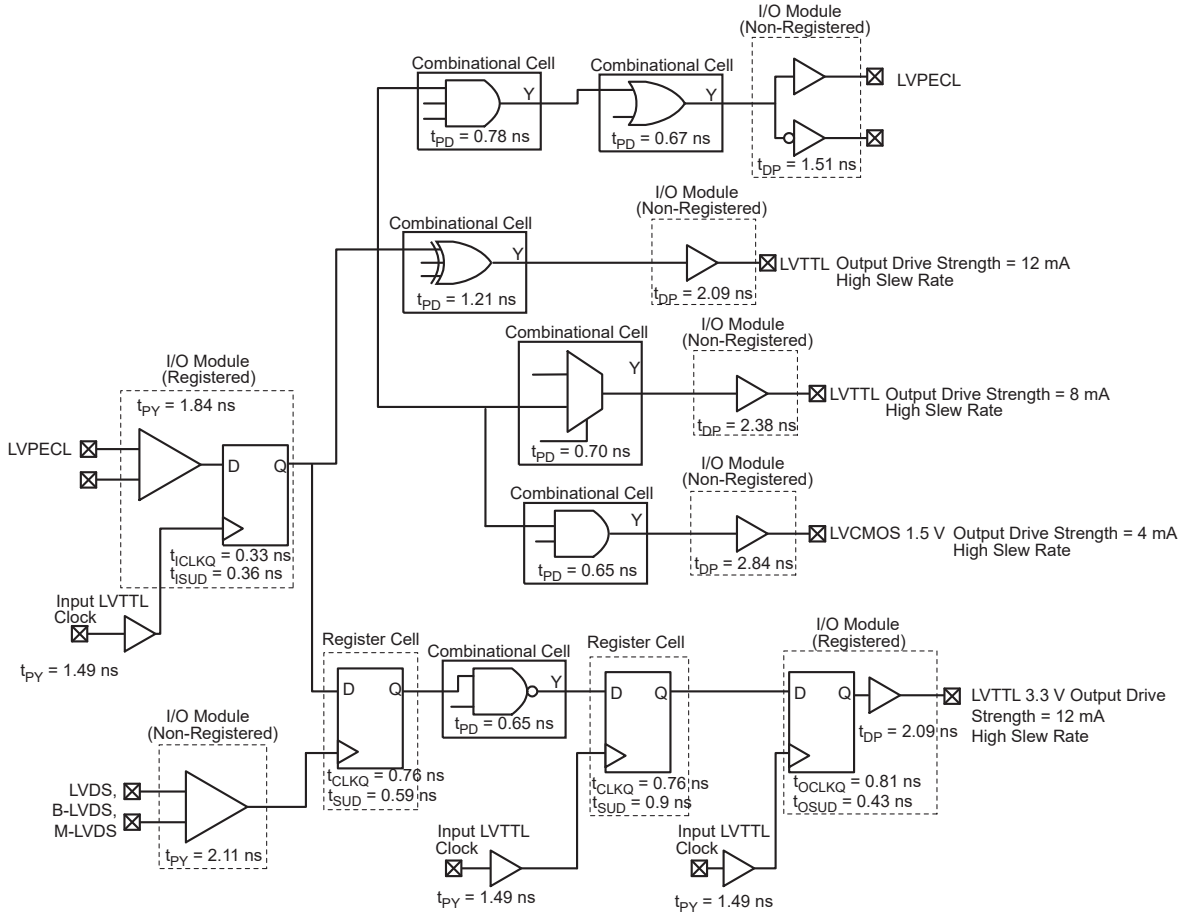 I/O Module
(Non-Registered)
Combinational Cell
Y
tPD = 0.78 ns
Combinational Cell
Y
tPD = 0.67 ns
LVPECL
tDP = 1.51 ns
Combinational Cell
Y
tPD = 1.21 ns
I/O Module
(Non-Registered)
tDP = 2.09 ns
LVTTL Output Drive Strength = 12 mA
High Slew Rate
Combinational Cell
Y
tPD = 0.70 ns
I/O Module
(Non-Registered)
tDP = 2.38 ns
LVTTL Output Drive Strength = 8 mA
High Slew Rate
I/O Module
(Registered)
tPY = 1.84 ns
LVPECL
D Q
tICLKQ = 0.33 ns
tISUD = 0.36 ns
Input LVTTL
Clock
tPY = 1.49 ns
Combinational Cell
Y
tPD = 0.65 ns
I/O Module
(Non-Registered)
tDP = 2.84 ns
LVCMOS 1.5 V Output Drive Strength = 4 mA
High Slew Rate
I/O Module
(Non-Registered)
LVDS,
B-LVDS,
M-LVDS
tPY = 2.11 ns
Register Cell
D Q
tCLKQ = 0.76 ns
tSUD = 0.59 ns
Combinational Cell
Y
tPD = 0.65 ns
Register Cell
D Q
tCLKQ = 0.76 ns
tSUD = 0.9 ns
Input LVTTL
Clock
tPY = 1.49 ns
I/O Module
(Registered)
D Q
tDP = 2.09 ns
tOCLKQ = 0.81 ns
tOSUD = 0.43 ns
LVTTL 3.3 V Output Drive
Strength = 12 mA
High Slew Rate
Input LVTTL
Clock
tPY = 1.49 ns